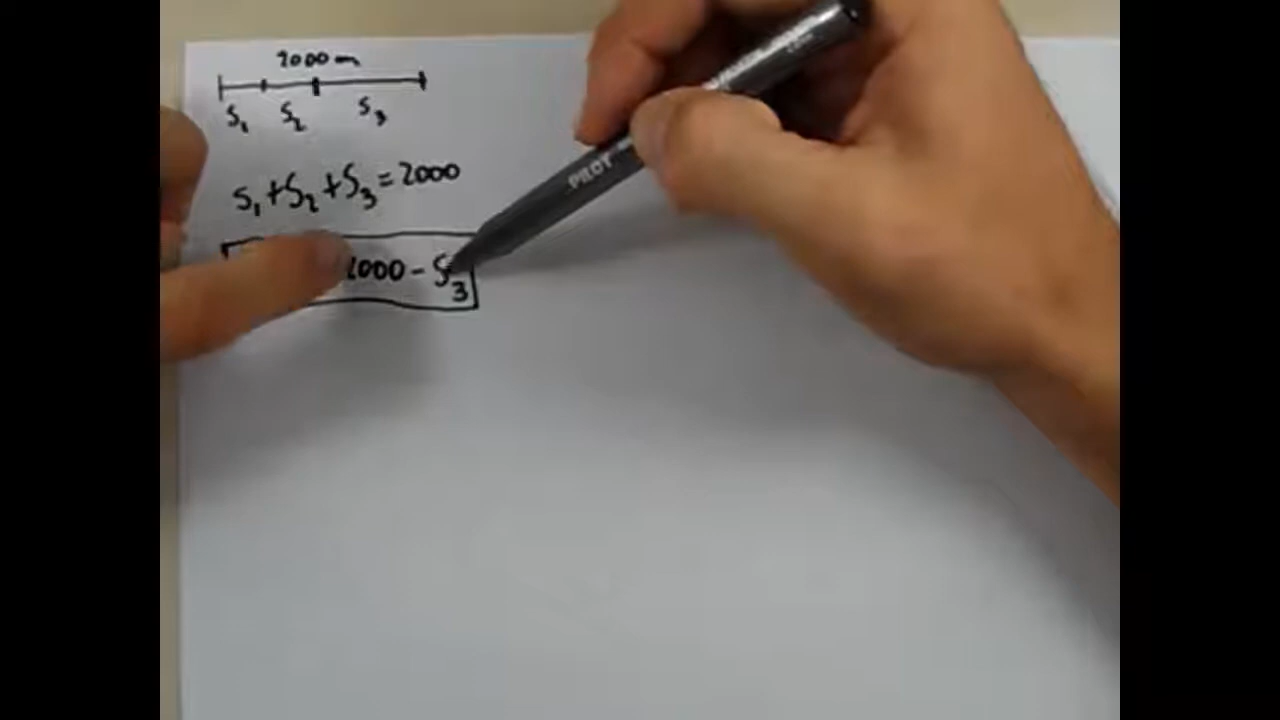 2000 m
S₁ S₂ S₃
S₁+S₂+S₃=2000
2000 - S₃
PILOT